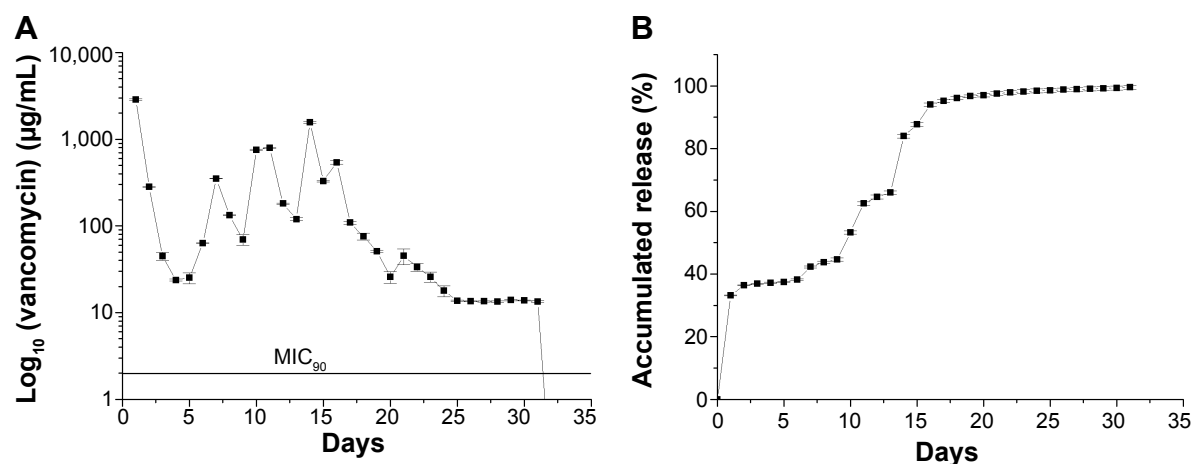 A
Log10 (vancomycin) (µg/mL)
10,000
1,000
100
10
1
MIC90
0 5 10 15 20 25 30 35
Days
B
Accumulated release (%)
100
80
60
40
20
0
0 5 10 15 20 25 30 35
Days